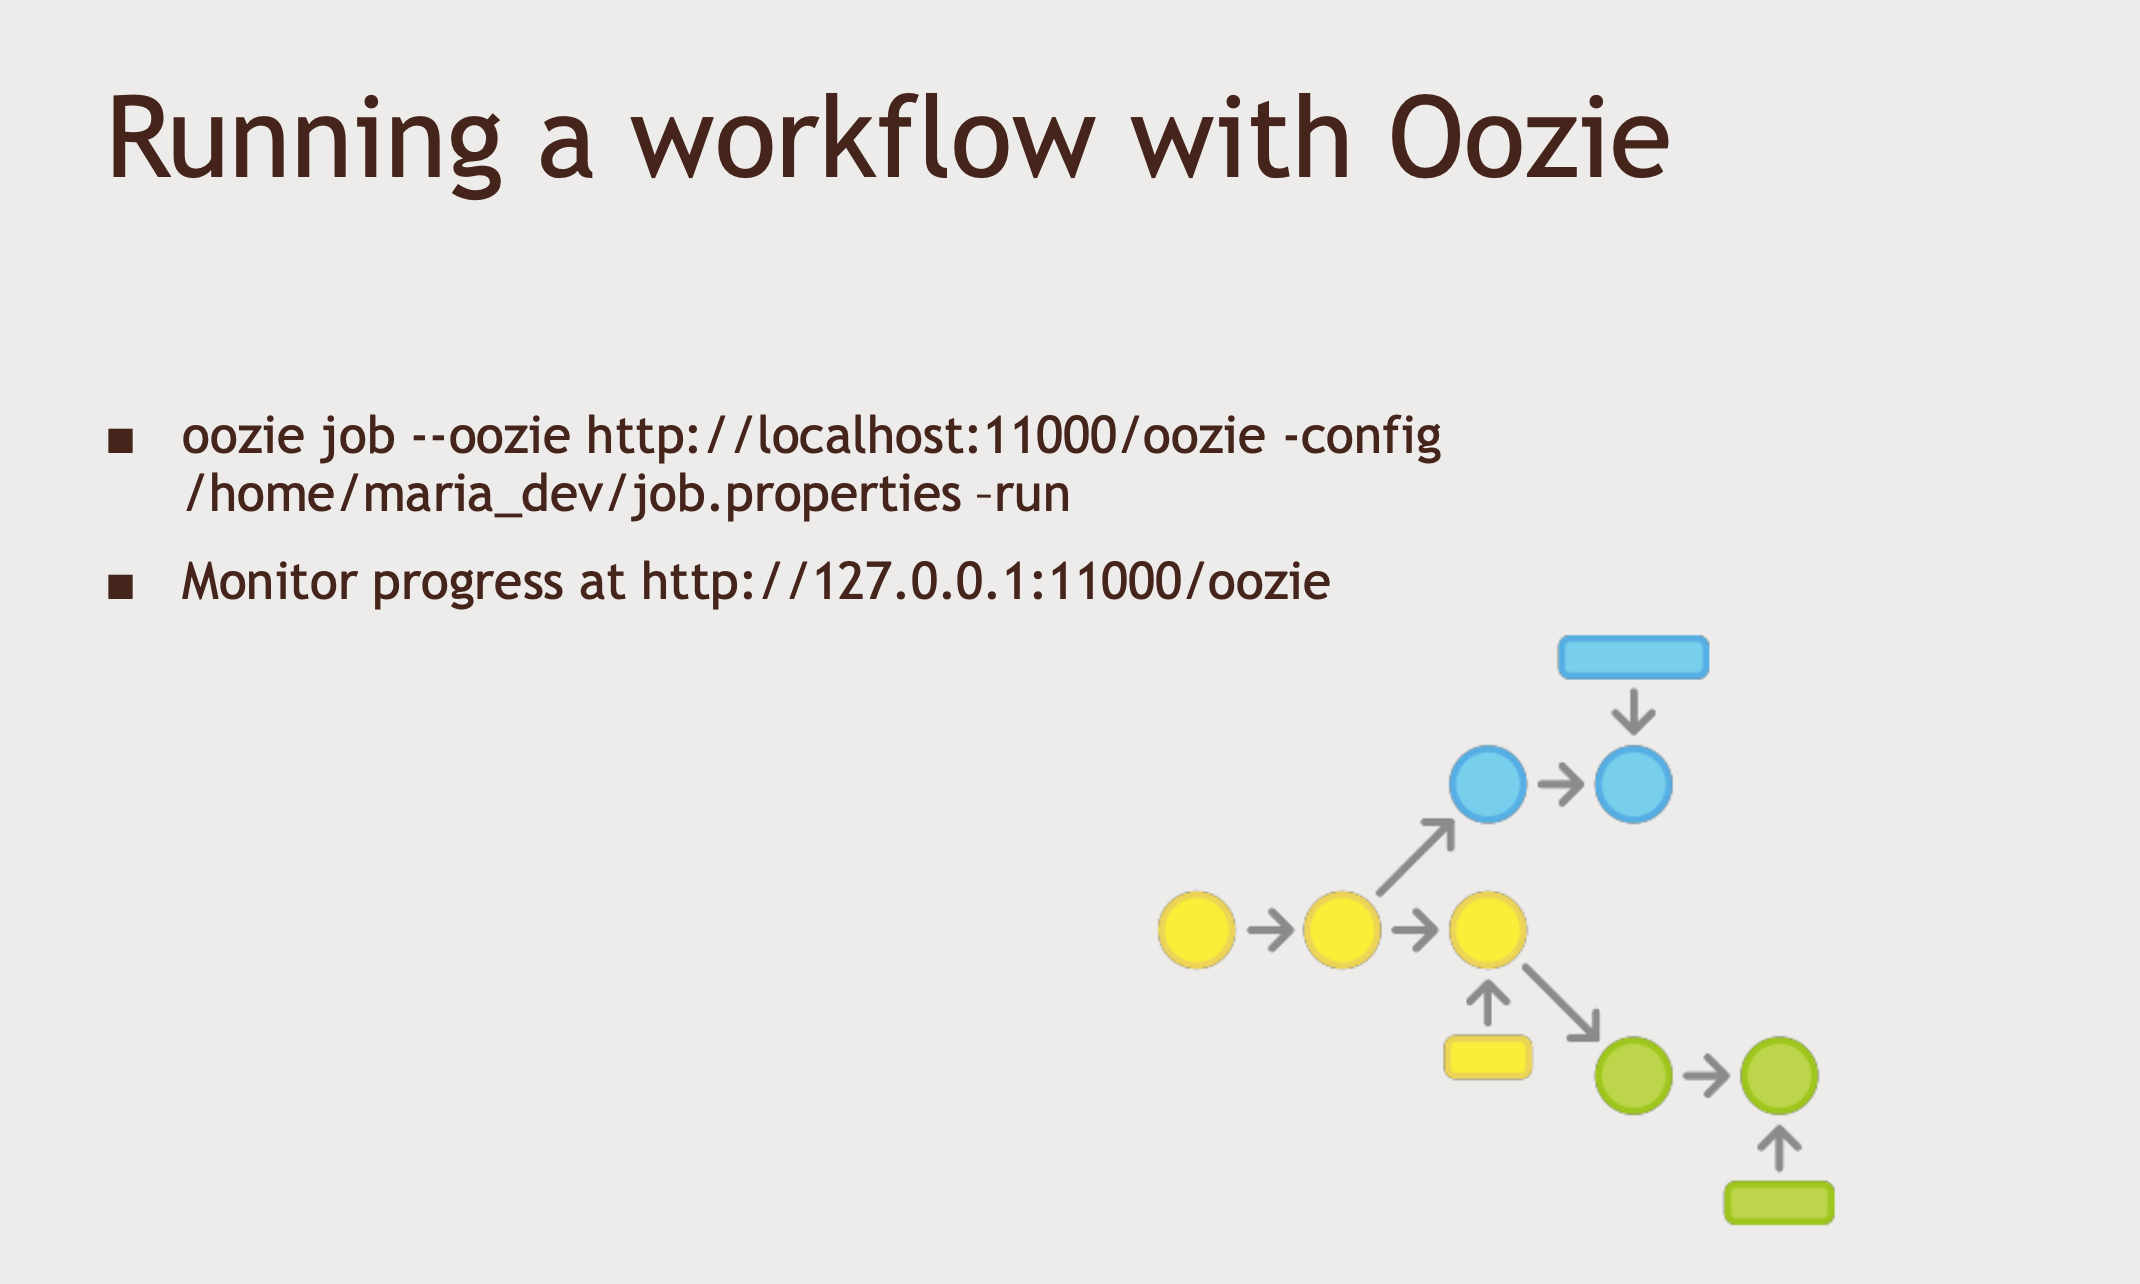 Running a workflow with Oozie
■ oozie job --oozie http://localhost:11000/oozie -config
/home/maria_dev/job.properties –run
■ Monitor progress at http://127.0.0.1:11000/oozie